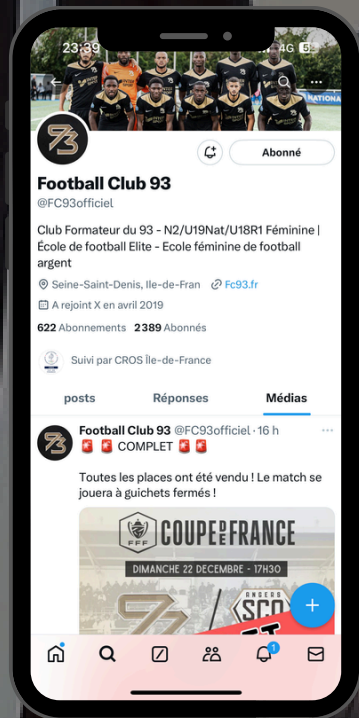 23:39
4G
NATIONA
93
Abonné
Football Club 93
@FC93officiel
Club Formateur du 93 - N2/U19Nat/U18R1 Féminine |
École de football Elite - Ecole féminine de football
argent
Seine-Saint-Denis, Ile-de-Fran Fc93.fr
A rejoint X en avril 2019
622 Abonnements 2389 Abonnés
Suivi par CROS Île-de-France
posts Réponses Médias
Football Club 93 @FC93officiel · 16 h
🚨 🚨 COMPLET 🚨 🚨
Toutes les places ont été vendu ! Le match se
jouera à guichets fermés !
FFF
COUPE DE FRANCE
DIMANCHE 22 DECEMBRE - 17H30
93
ANGERS
SCO
1